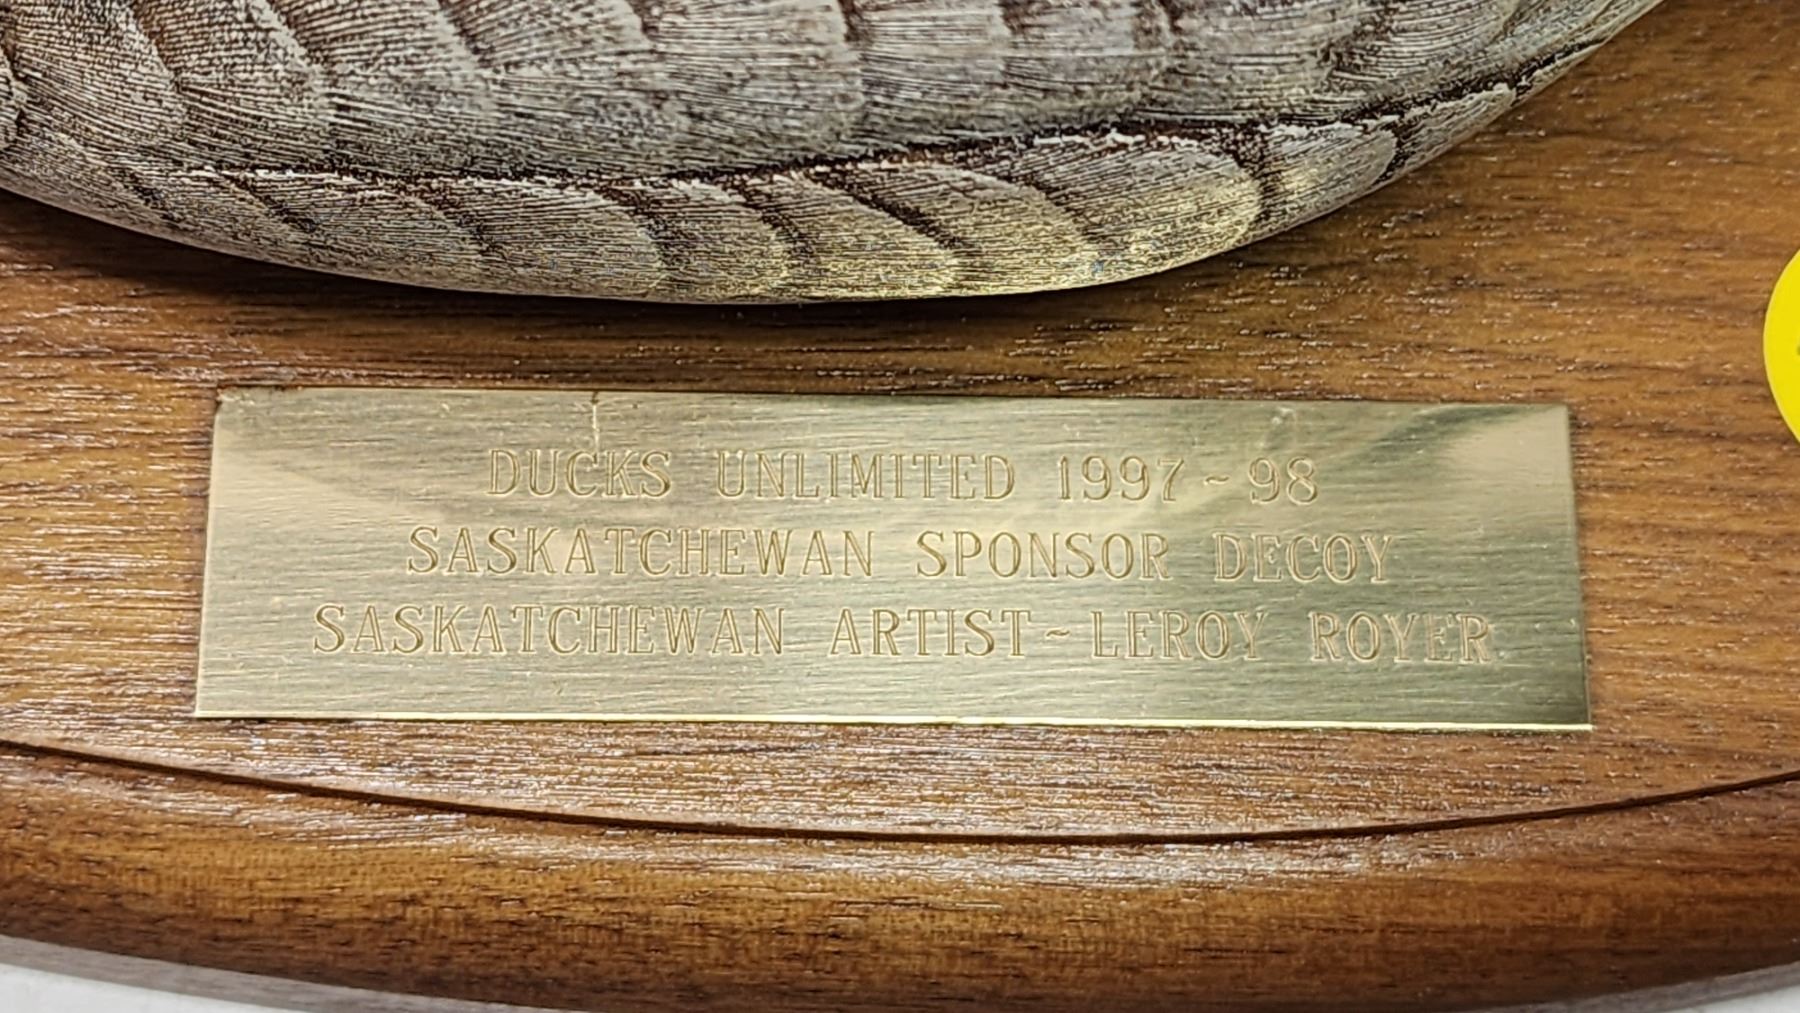 DUCKS UNLIMITED 1997~98
SASKATCHEWAN SPONSOR DECOY
SASKATCHEWAN ARTIST~LEROY ROYER